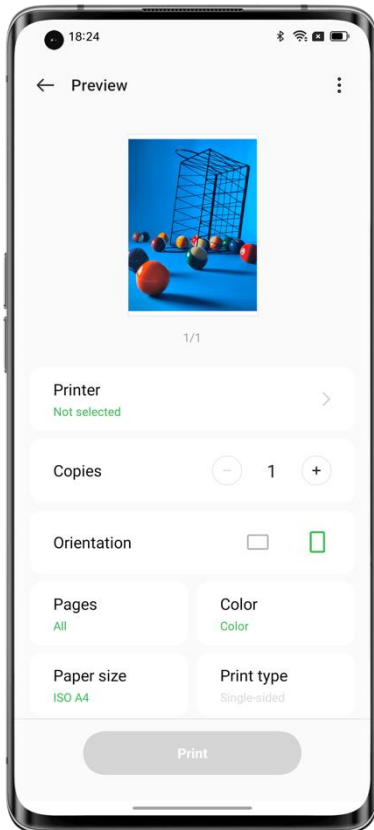 18:24
Preview
1/1
Printer
Not selected
Copies
1
Orientation
Pages
All
Color
Color
Paper size
ISO A4
Print type
Single-sided
Print